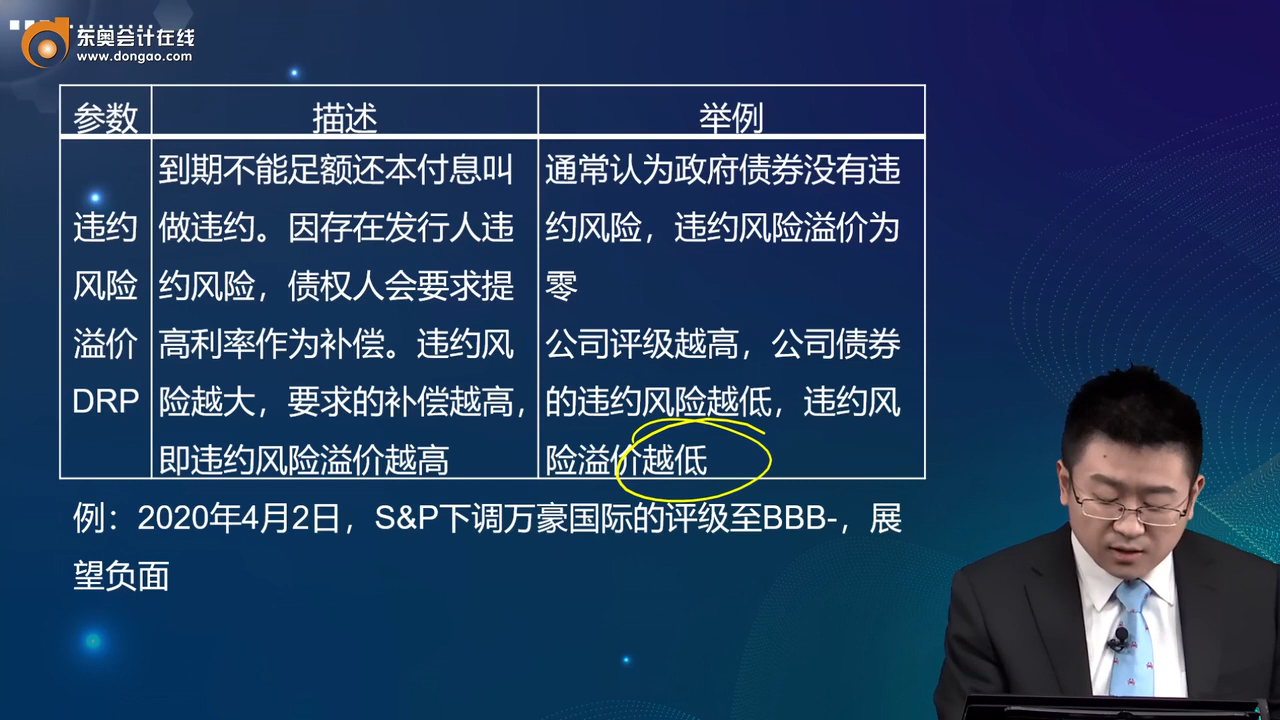 东奥会计在线
www.dongao.com
参数 描述 举例
违约
风险
溢价
DRP
到期不能足额还本付息叫
做违约。因存在发行人违
约风险，债权人会要求提
高利率作为补偿。违约风
险越大，要求的补偿越高，
即违约风险溢价越高
通常认为政府债券没有违
约风险，违约风险溢价为
零
公司评级越高，公司债券
的违约风险越低，违约风
险溢价越低
例：2020年4月2日，S&P下调万豪国际的评级至BBB-，展
望负面